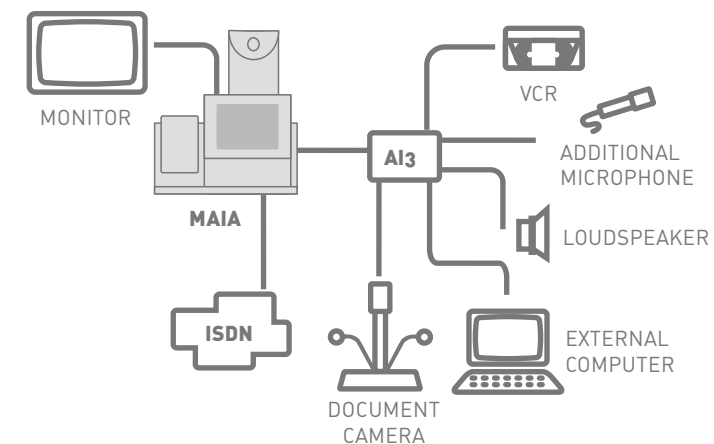 MONITOR
VCR
AI3
ADDITIONAL
MICROPHONE
MAIA
LOUDSPEAKER
ISDN
EXTERNAL
COMPUTER
DOCUMENT
CAMERA